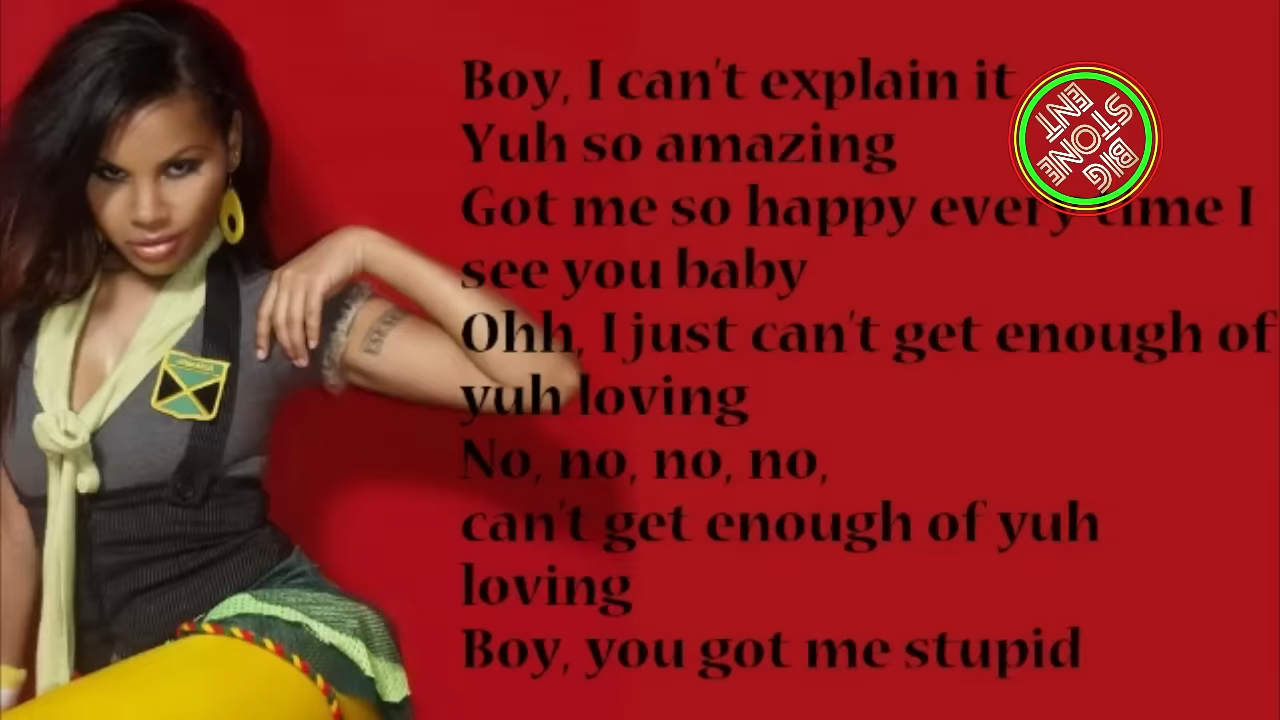 Boy, I can't explain it
Yuh so amazing
Got me so happy every time I
see you baby
Ohh, I just can't get enough of
yuh loving
No, no, no, no,
can't get enough of yuh
loving
Boy, you got me stupid
BIG
STONE
ENT
JAMAICA